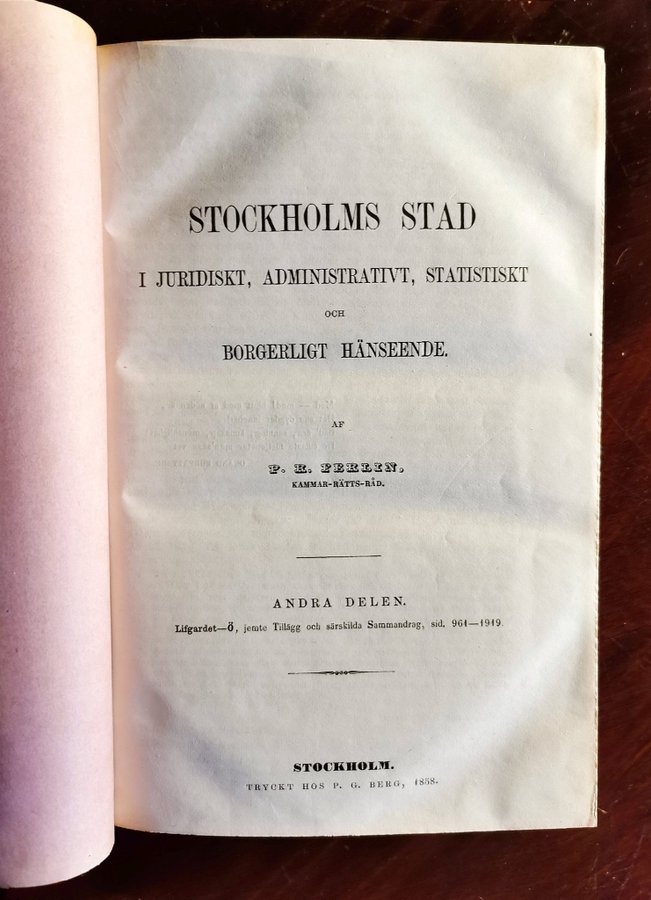 STOCKHOLMS STAD
I JURIDISKT, ADMINISTRATIVT, STATISTISKT
OCH
BORGERLIGT HÄNSEENDE.
AF
P. R. FERLIN,
KAMMAR-RÄTTS-RÅD.
ANDRA DELEN.
Lifgardet—Ö, jemte Tillägg och särskilda Sammandrag, sid. 961—1919.
STOCKHOLM.
TRYCKT HOS P. G. BERG, 1858.